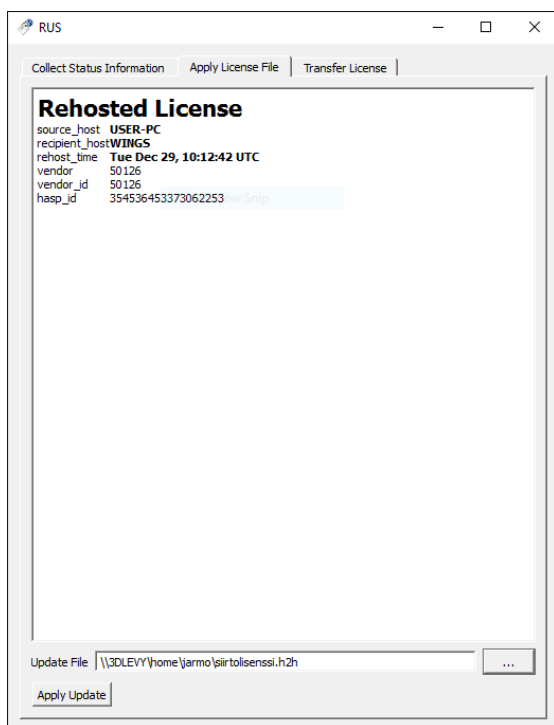 RUS
Collect Status Information Apply License File Transfer License
Rehosted License
source_host USER-PC
recipient_host WINGS
rehost_time Tue Dec 29, 10:12:42 UTC
vendor 50126
vendor_id 50126
hasp_id 354536453373062253
Snip
Update File \\3DLEVY\home\jarmo\siirtolisenssi.h2h ...
Apply Update